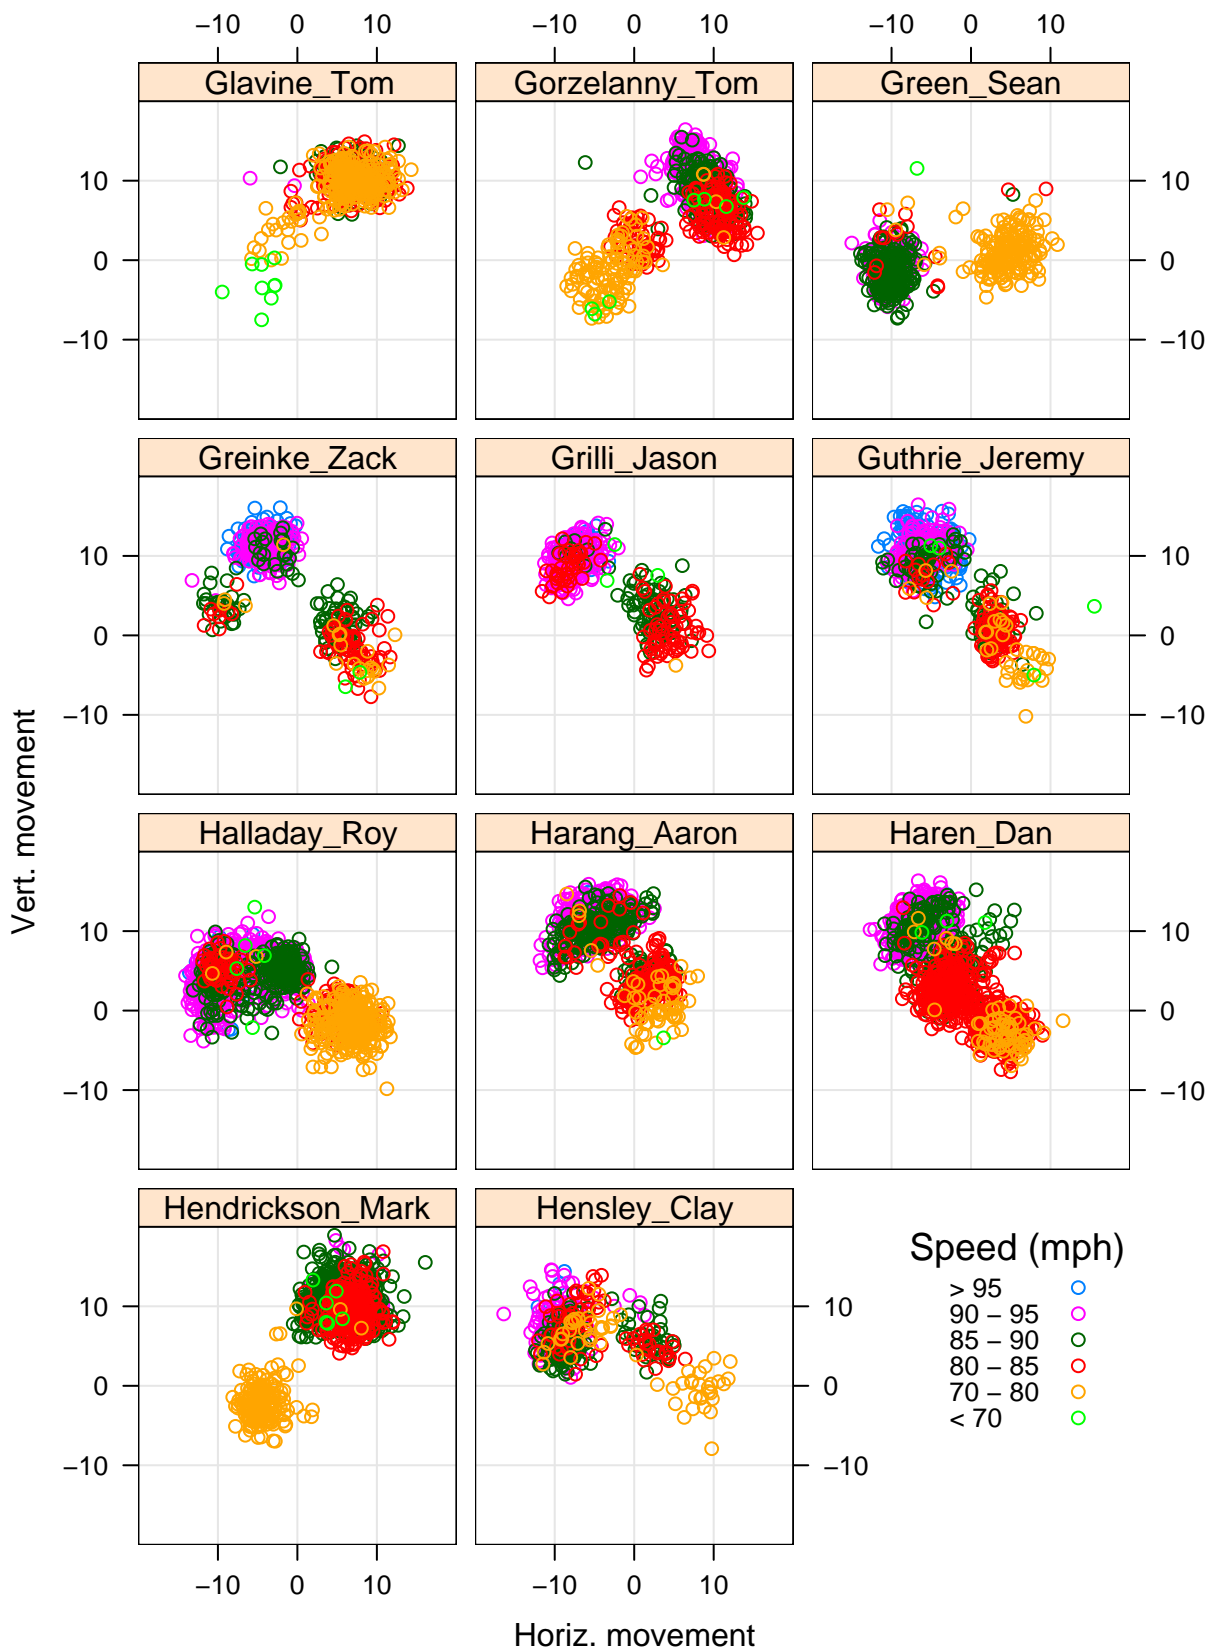 −10 0 10 −10 0 10
Glavine_Tom Gorzelanny_Tom Green_Sean
10 10
0 0
−10 −10
Greinke_Zack Grilli_Jason Guthrie_Jeremy
10 10
0 0
−10 −10
Vert. movement
Halladay_Roy Harang_Aaron Haren_Dan
10 10
0 0
−10 −10
Hendrickson_Mark Hensley_Clay
10 10
0 0
−10 −10
Speed (mph)
> 95
90 − 95
85 − 90
80 − 85
70 − 80
< 70
−10 0 10 −10 0 10
Horiz. movement